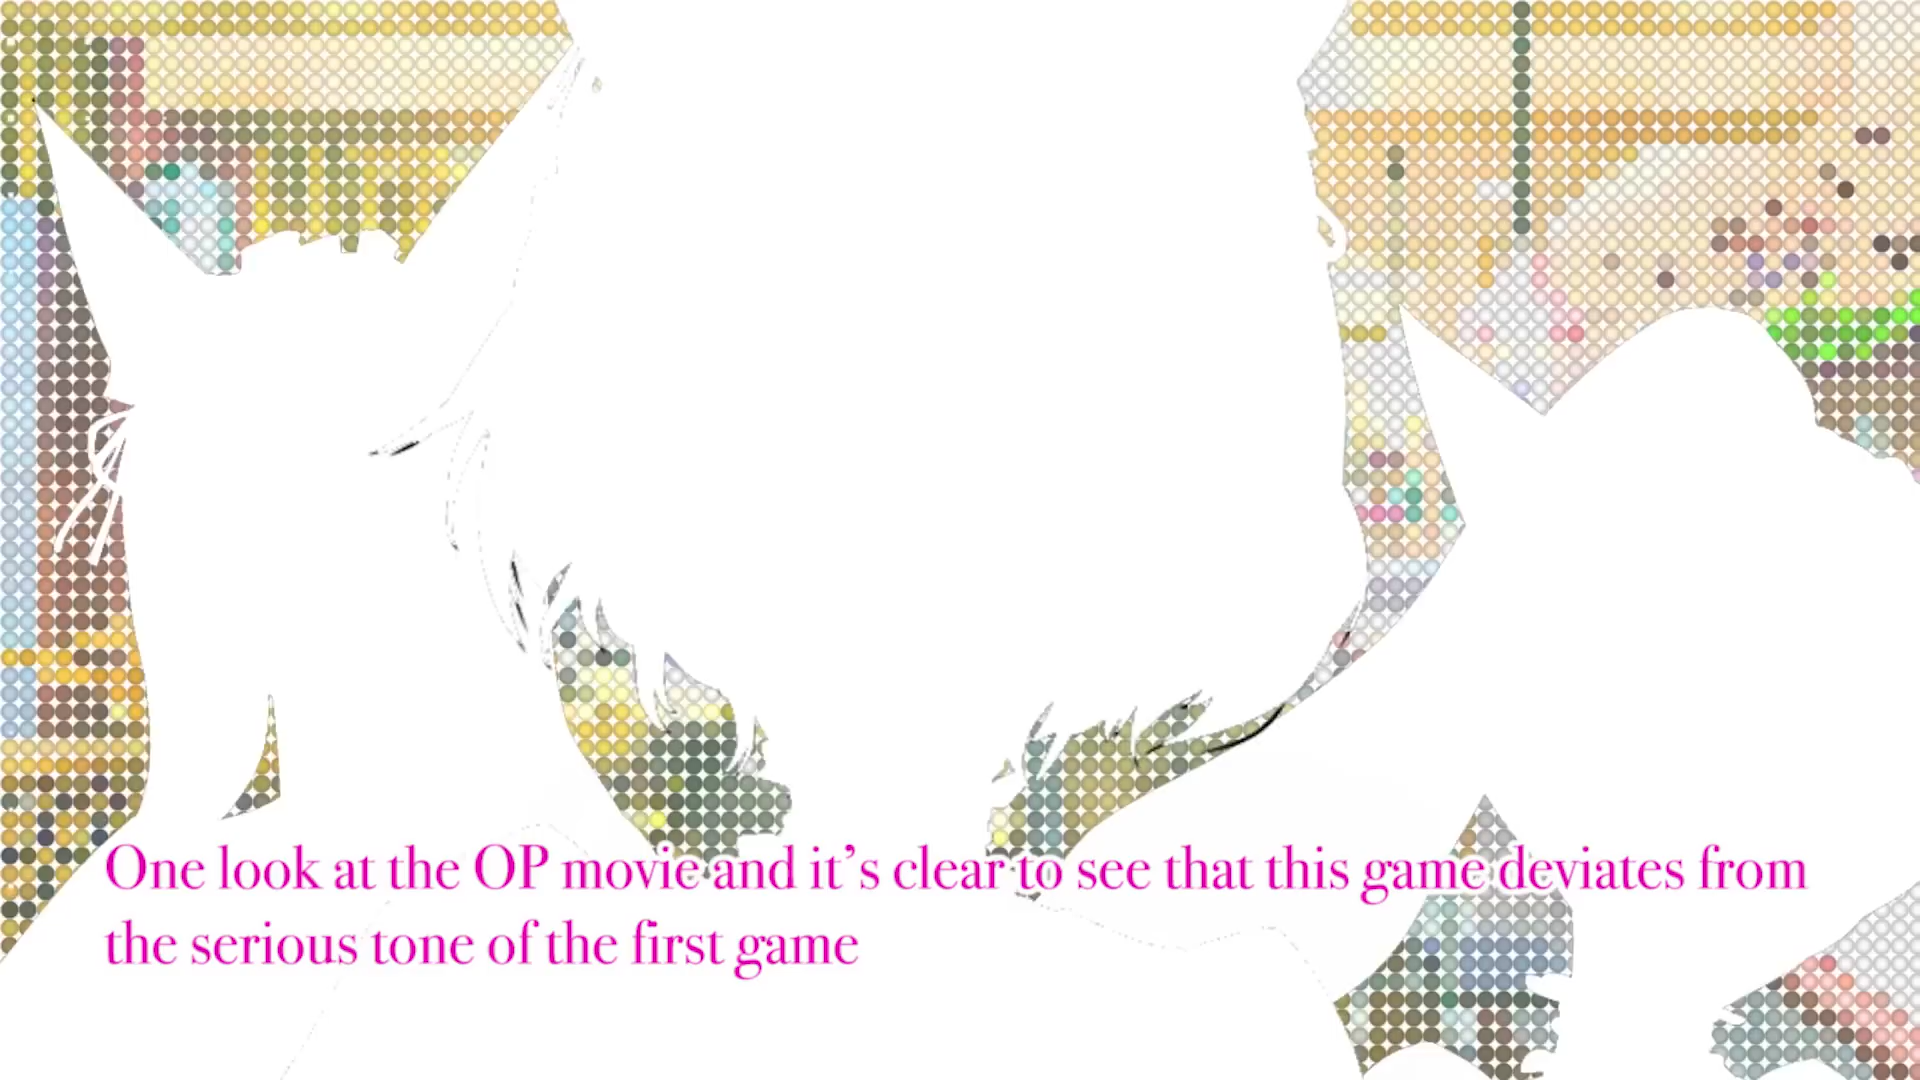 One look at the OP movie and it’s clear to see that this game deviates from
the serious tone of the first game